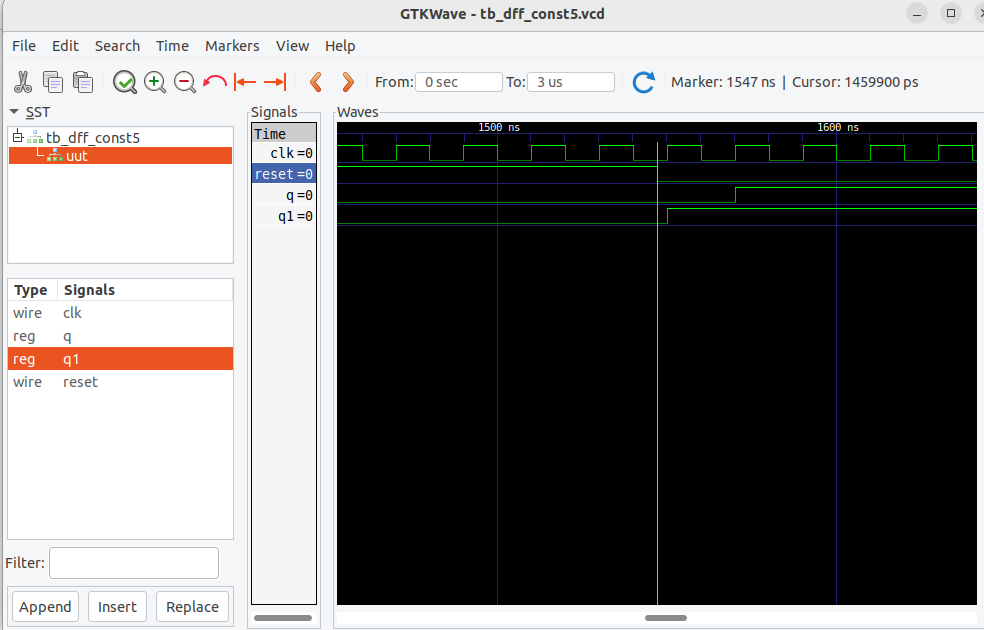 GTKWave - tb_dff_const5.vcd
File Edit Search Time Markers View Help
From: 0 sec To: 3 us Marker: 1547 ns | Cursor: 1459900 ps
SST
tb_dff_const5
uut
Type Signals
wire clk
reg q
reg q1
wire reset
Filter:
Append Insert Replace
Signals
Time
clk=0
reset=0
q=0
q1=0
Waves
1500 ns 1600 ns